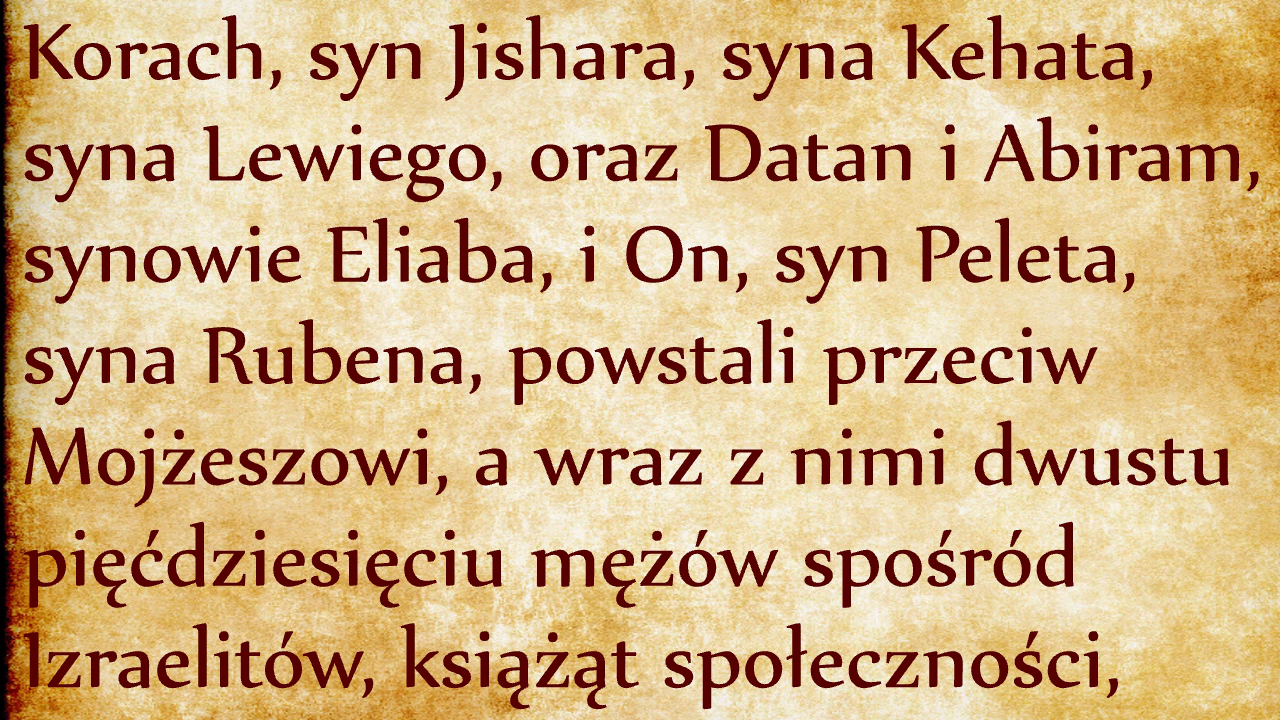 Korach, syn Jishara, syna Kehata,
syna Lewiego, oraz Datan i Abiram,
synowie Eliaba, i On, syn Peleta,
syna Rubena, powstali przeciw
Mojżeszowi, a wraz z nimi dwustu
pięćdziesięciu mężów spośród
Izraelitów, książąt społeczności,